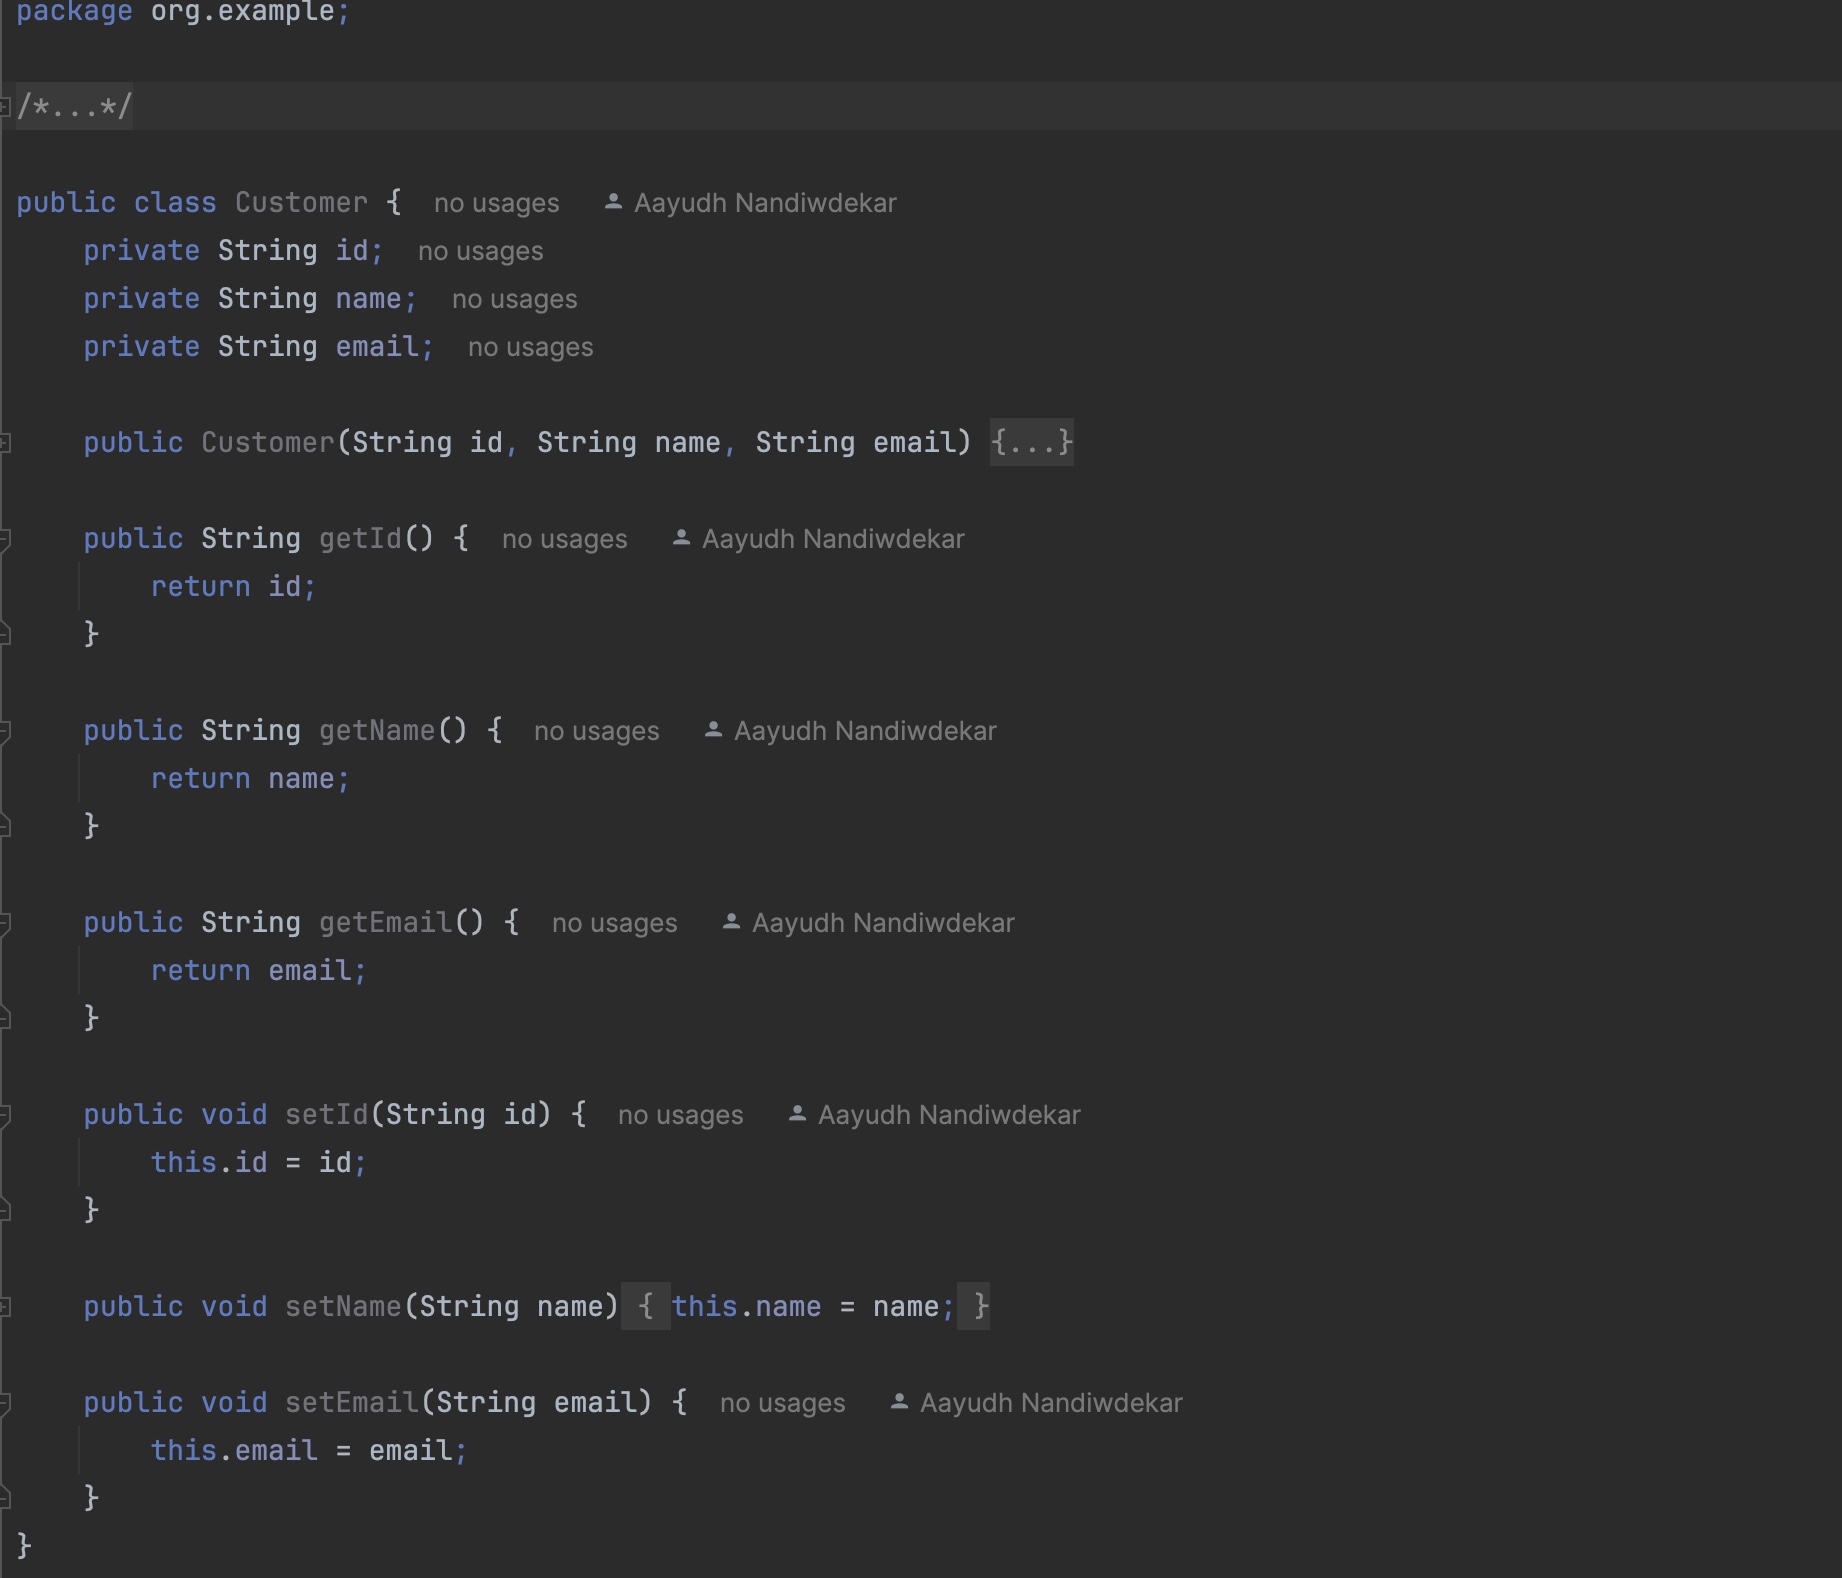 package org.example;
/*...*/
public class Customer { no usages Aayudh Nandiwdekar
private String id; no usages
private String name; no usages
private String email; no usages
public Customer(String id, String name, String email) {...}
public String getId() { no usages Aayudh Nandiwdekar
return id;
}
public String getName() { no usages Aayudh Nandiwdekar
return name;
}
public String getEmail() { no usages Aayudh Nandiwdekar
return email;
}
public void setId(String id) { no usages Aayudh Nandiwdekar
this.id = id;
}
public void setName(String name) { this.name = name; }
public void setEmail(String email) { no usages Aayudh Nandiwdekar
this.email = email;
}
}